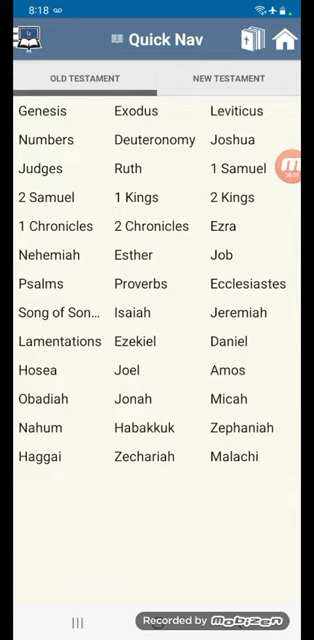 8:18
Quick Nav
OLD TESTAMENT NEW TESTAMENT
Genesis Exodus Leviticus
Numbers Deuteronomy Joshua
Judges Ruth 1 Samuel
2 Samuel 1 Kings 2 Kings
1 Chronicles 2 Chronicles Ezra
Nehemiah Esther Job
Psalms Proverbs Ecclesiastes
Song of Son... Isaiah Jeremiah
Lamentations Ezekiel Daniel
Hosea Joel Amos
Obadiah Jonah Micah
Nahum Habakkuk Zephaniah
Haggai Zechariah Malachi
Recorded by mobizen